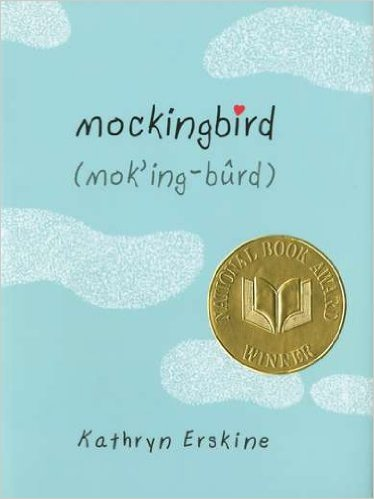 mockingbird
(mok'ing-bûrd)
NATIONAL BOOK AWARD
WINNER
Kathryn Erskine